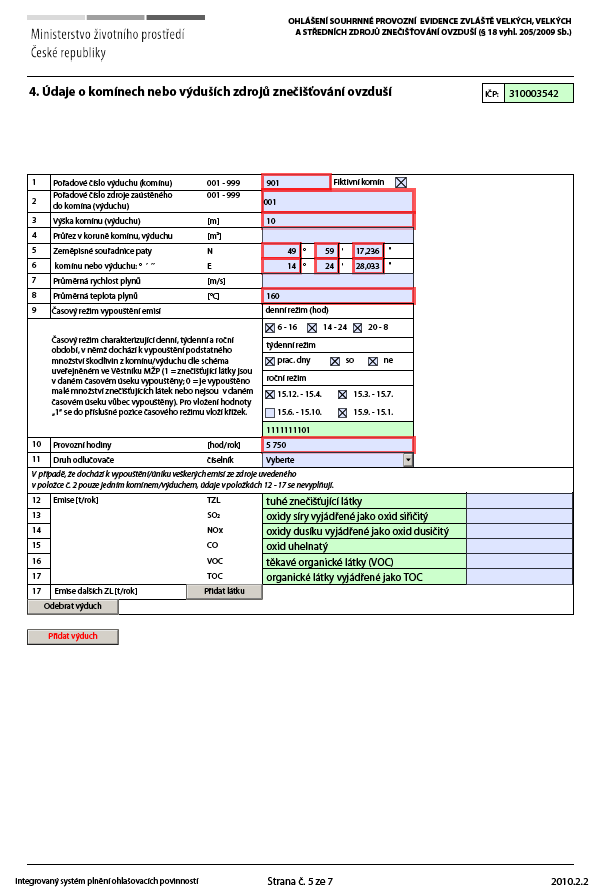 Ministerstvo životního prostředí
České republiky
OHLÁŠENÍ SOUHRNNÉ PROVOZNÍ EVIDENCE ZVLÁŠTĚ VELKÝCH, VELKÝCH
A STŘEDNÍCH ZDROJŮ ZNEČIŠŤOVÁNÍ OVZDUŠÍ (§ 18 vyhl. 205/2009 Sb.)
4. Údaje o komínech nebo výduších zdrojů znečišťování ovzduší
IČP: 310003542
1 Pořadové číslo výduchu (komínu) 001 - 999 901 Fiktivní komín
2 Pořadové číslo zdroje zaústěného 001 - 999 001
do komína (výduchu)
3 Výška komínu (výduchu) [m] 10
4 Průřez v koruně komínu, výduchu [m²]
5 Zeměpisné souřadnice paty N 49 ° 59 ' 17,236 "
6 komínu nebo výduchu: ° ´ ˝ E 14 ° 24 ' 28,033 "
7 Průměrná rychlost plynů [m/s]
8 Průměrná teplota plynů [°C] 160
9 Časový režim vypouštění emisí denní režim (hod)
6 - 16 14 - 24 20 - 8
týdenní režim
prac. dny so ne
roční režim
15.12. - 15.4. 15.3. - 15.7.
15.6. - 15.10. 15.9. - 15.1.
1111111101
Časový režim charakterizující denní, týdenní a roční
období, v němž dochází k vypouštění podstatného
množství škodlivin z komínu/výduchu dle schéma
uveřejněném ve Věstníku MŽP (1 = znečišťující látky jsou
v daném časovém úseku vypouštěny; 0 = je vypouštěno
malé množství znečišťujících látek nebo nejsou v daném
časovém úseku vůbec vypouštěny). Pro vložení hodnoty
„1" se do příslušné pozice časového režimu vloží křížek.
10 Provozní hodiny [hod/rok] 5 750
11 Druh odlučovače číselník Vyberte
V případě, že dochází k vypouštění/úniku veškerých emisí ze zdroje uvedeného
v položce č. 2 pouze jedním komínem/výduchem, údaje v položkách 12 - 17 se nevyplňují.
12 Emise [t/rok] TZL tuhé znečišťující látky
13 SO₂ oxidy síry vyjádřené jako oxid siřičitý
14 NOx oxidy dusíku vyjádřené jako oxid dusičitý
15 CO oxid uhelnatý
16 VOC těkavé organické látky (VOC)
17 TOC organické látky vyjádřené jako TOC
17 Emise dalších ZL [t/rok] Přidat látku
Odebrat výduch
Přidat výduch
Integrovaný systém plnění ohlašovacích povinností Strana č. 5 ze 7 2010.2.2